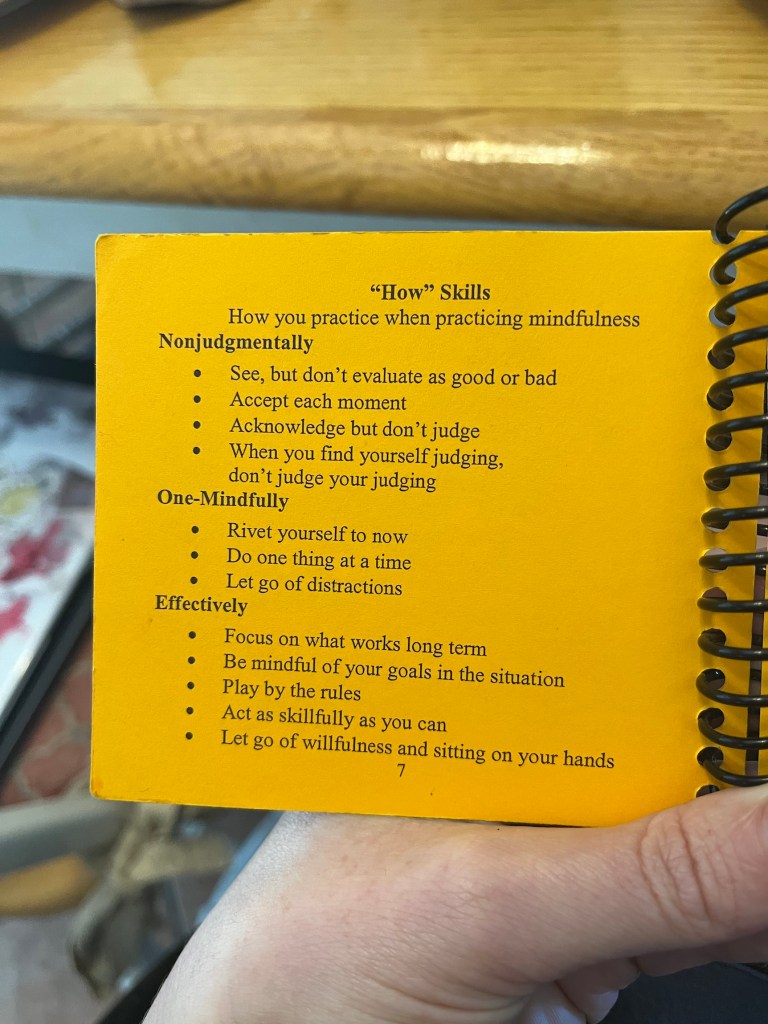 “How” Skills
How you practice when practicing mindfulness
Nonjudgmentally
• See, but don’t evaluate as good or bad
• Accept each moment
• Acknowledge but don’t judge
• When you find yourself judging,
don’t judge your judging
One-Mindfully
• Rivet yourself to now
• Do one thing at a time
• Let go of distractions
Effectively
• Focus on what works long term
• Be mindful of your goals in the situation
• Play by the rules
• Act as skillfully as you can
• Let go of willfulness and sitting on your hands
7